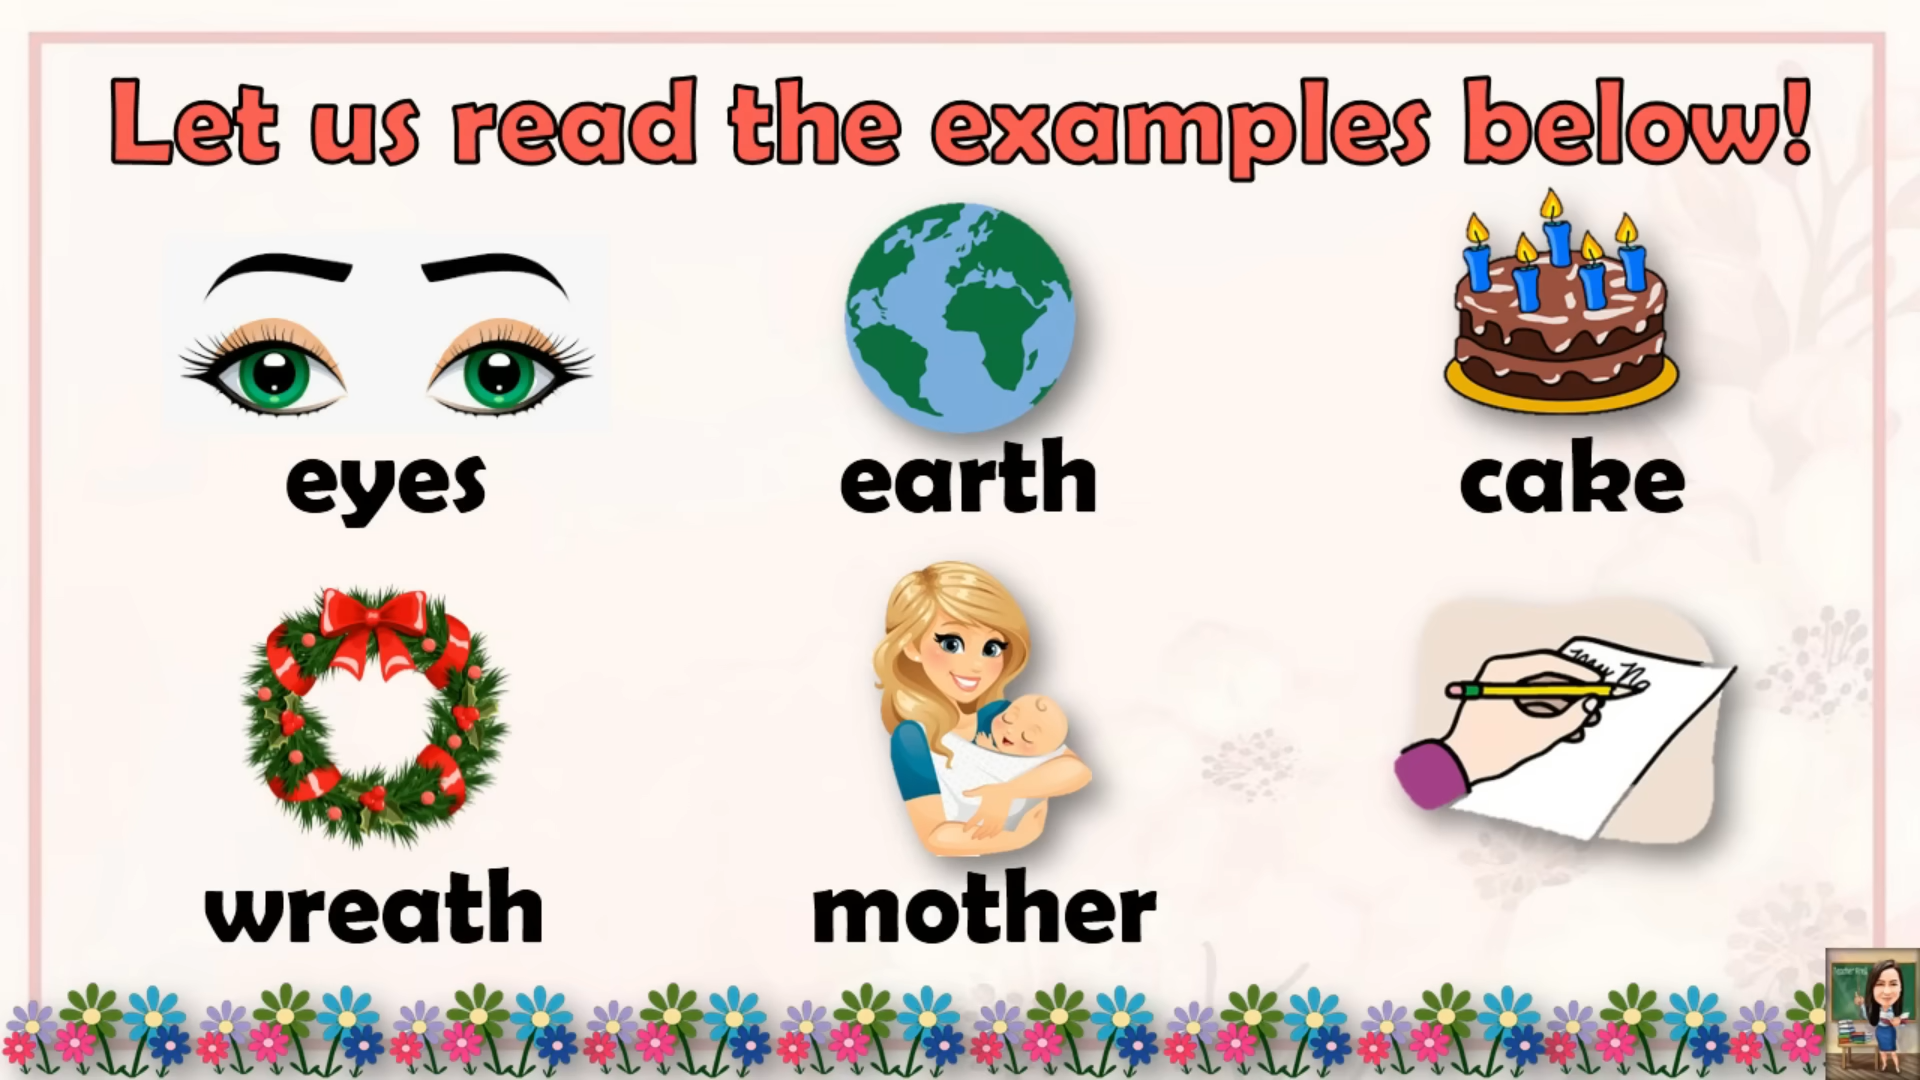 Let us read the examples below!
eyes
earth
cake
wreath
mother